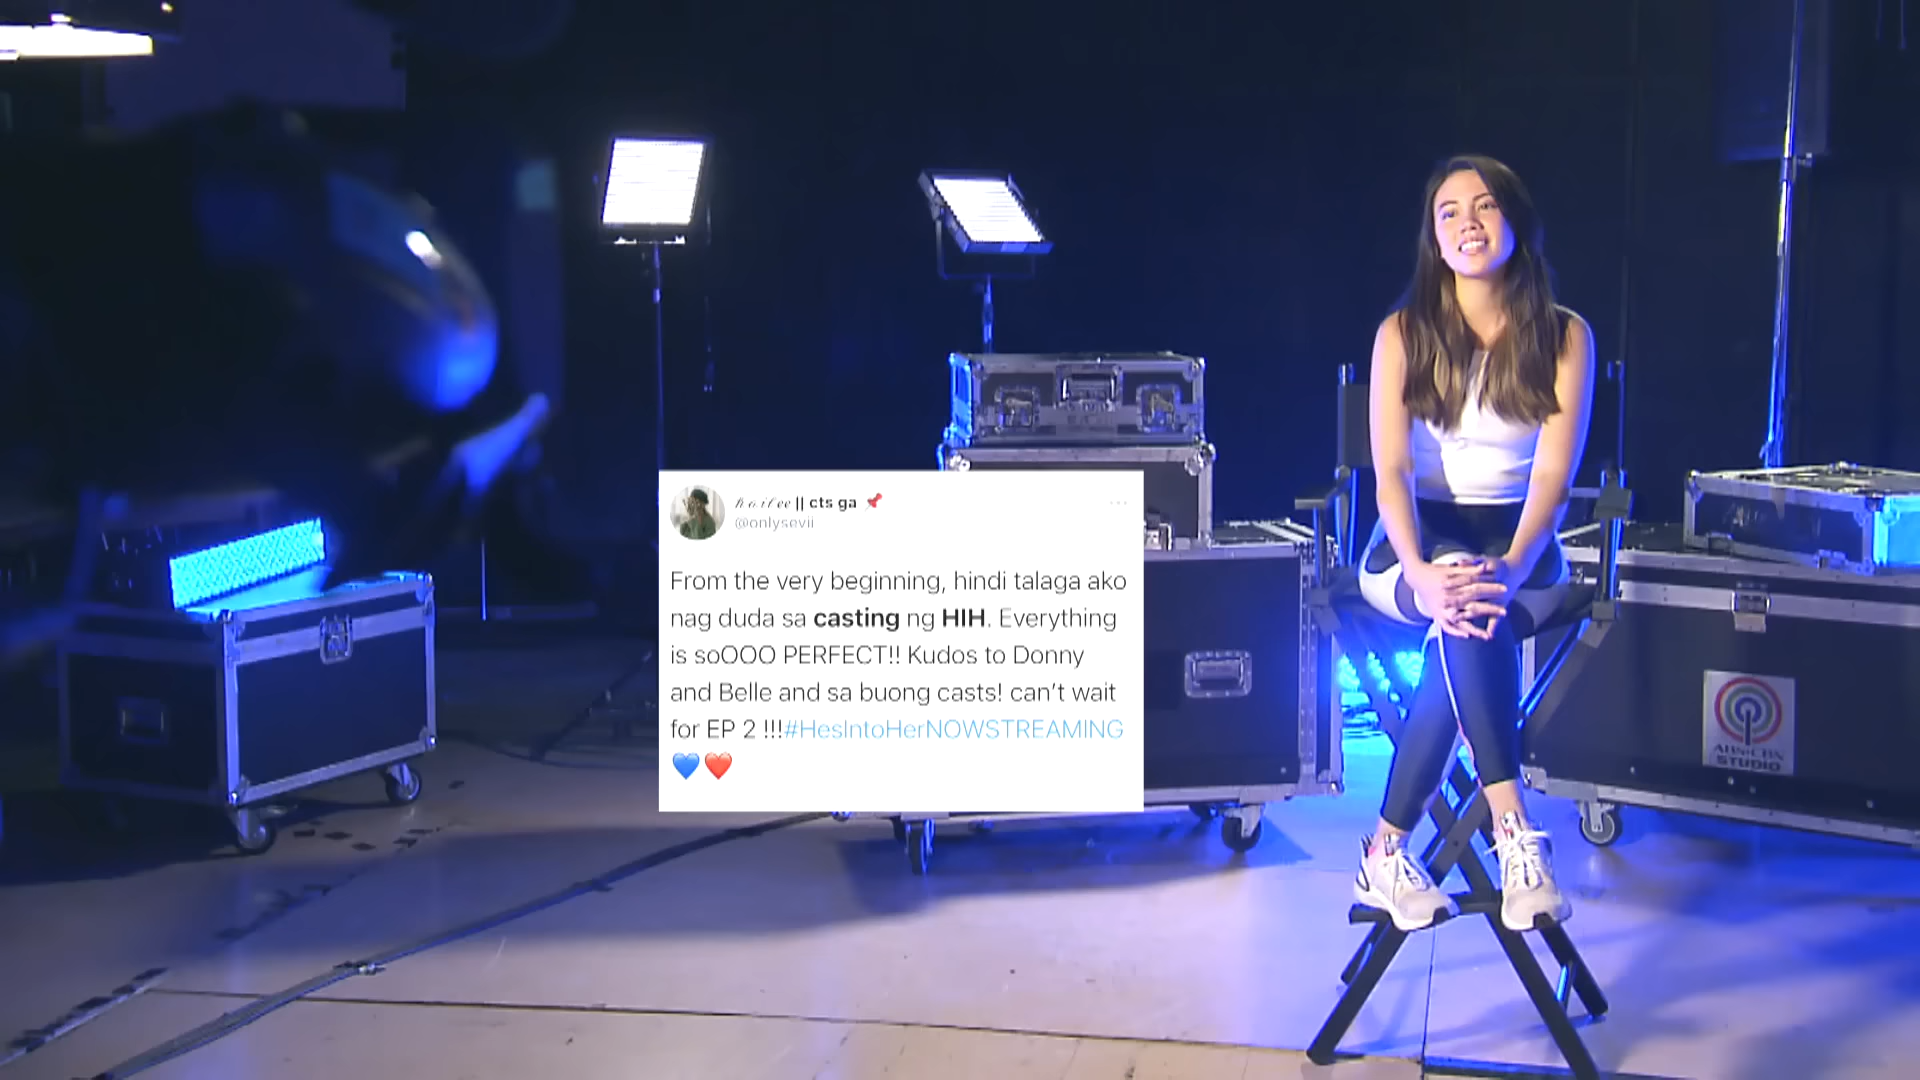 𝓱𝓪𝓲𝓵𝓮𝓮 || cts ga 📌
@onlysevii
From the very beginning, hindi talaga ako
nag duda sa casting ng HIH. Everything
is soOOO PERFECT!! Kudos to Donny
and Belle and sa buong casts! can't wait
for EP 2 !!!#HesIntoHerNOWSTREAMING
💙❤️
ABS-CBN
STUDIO